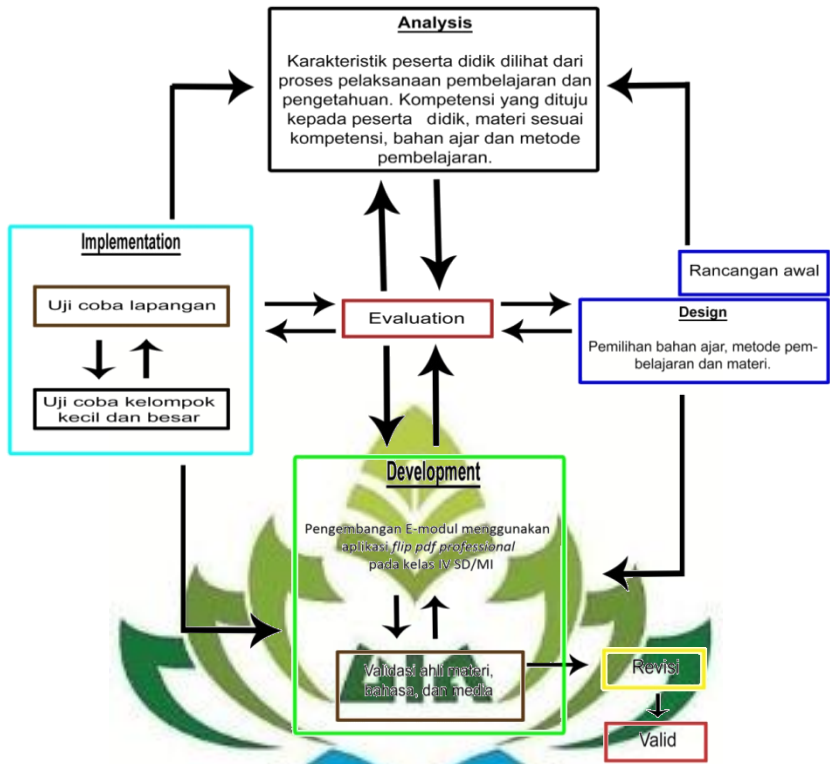 Analysis
Karakteristik peserta didik dilihat dari
proses pelaksanaan pembelajaran dan
pengetahuan. Kompetensi yang dituju
kepada peserta didik, materi sesuai
kompetensi, bahan ajar dan metode
pembelajaran.
Implementation
Uji coba lapangan
Uji coba kelompok
kecil dan besar
Evaluation
Rancangan awal
Design
Pemilihan bahan ajar, metode pem-
belajaran dan materi.
Development
Pengembangan E-modul menggunakan
aplikasi flip pdf professional
pada kelas IV SD/MI
Validasi ahli materi,
bahasa, dan media
Revisi
Valid